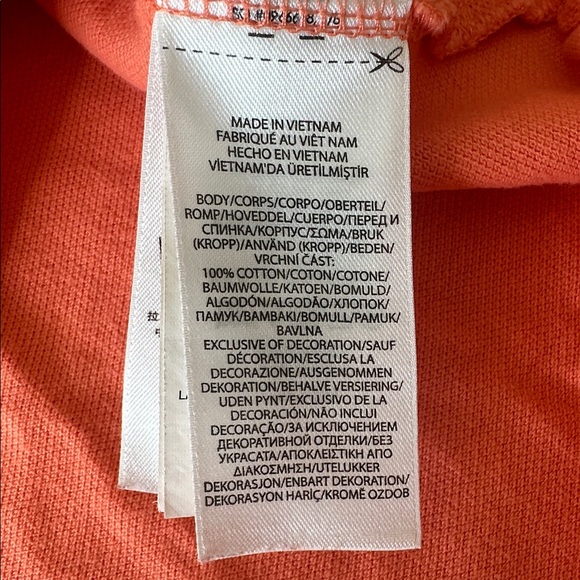 MADE IN VIETNAM
FABRIQUÉ AU VIÊT NAM
HECHO EN VIETNAM
VİETNAM'DA ÜRETİLMİŞTİR
BODY/CORPS/CORPO/OBERTEIL/
ROMP/HOVEDDEL/CUERPO/ПЕРЕД И
СПИНКА/КОРПУС/ΣΩΜΑ/BRUK
(KROPP)/ANVÄND (KROPP)/BEDEN/
VRCHNÍ ČÁST:
100% COTTON/COTON/COTONE/
BAUMWOLLE/KATOEN/BOMULD/
ALGODÓN/ALGODÃO/ХЛОПОК/
ПАМУК/ΒΑΜΒΑΚΙ/BOMULL/PAMUK/
BAVLNA
EXCLUSIVE OF DECORATION/SAUF
DÉCORATION/ESCLUSA LA
DECORAZIONE/AUSGENOMMEN
DEKORATION/BEHALVE VERSIERING/
UDEN PYNT/EXCLUSIVO DE LA
DECORACIÓN/NÃO INCLUI
DECORAÇÃO/ЗА ИСКЛЮЧЕНИЕМ
ДЕКОРАТИВНОЙ ОТДЕЛКИ/БЕЗ
УКРАСАТА/ΑΠΟΚΛΕΙΣΤΙΚΗ ΑΠΟ
ΔΙΑΚΟΣΜΗΣΗ/UTELUKKER
DEKORASJON/ENBART DEKORATION/
DEKORASYON HARİÇ/KROMĚ OZDOB